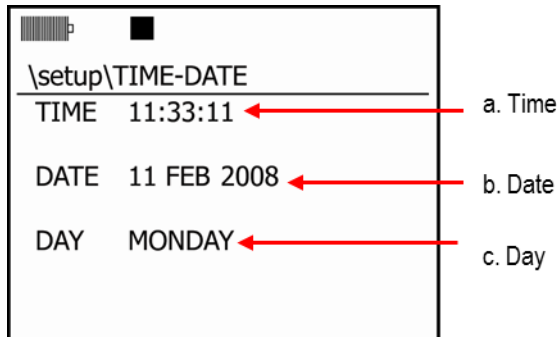 \setup\TIME-DATE
TIME 11:33:11
a. Time
DATE 11 FEB 2008
b. Date
DAY MONDAY
c. Day